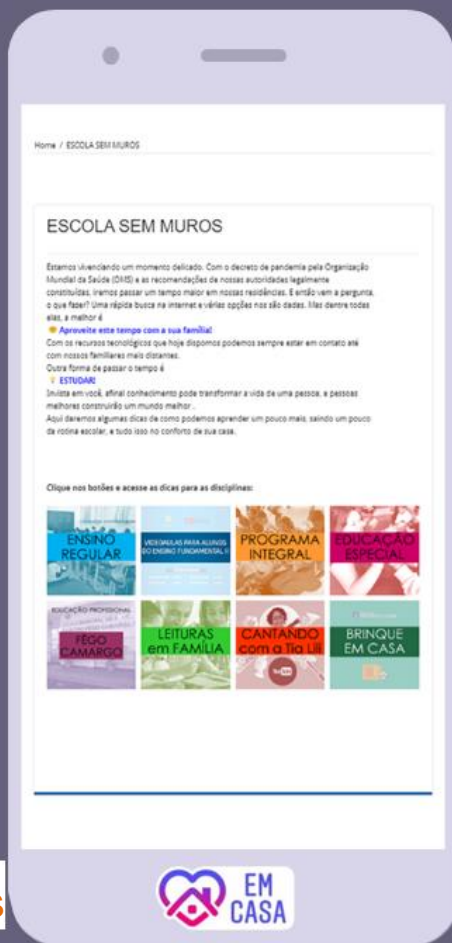 Home / ESCOLA SEM MUROS
ESCOLA SEM MUROS
Estamos vivenciando um momento delicado. Com o decreto de pandemia pela Organização
Mundial da Saúde (OMS) e as recomendações de nossas autoridades legalmente
constituídas, iremos passar um tempo maior em nossas residências. E então vem a pergunta,
o que fazer? Uma rápida busca na internet e várias opções nos são dadas. Mas dentre todas
elas, a melhor é
Aproveite este tempo com a sua família!
Com os recursos tecnológicos que hoje dispomos podemos sempre estar em contato até
com nossos familiares mais distantes.
Outra forma de passar o tempo é
ESTUDAR!
Invista em você, afinal conhecimento pode transformar a vida de uma pessoa, e pessoas
melhores construirão um mundo melhor .
Aqui daremos algumas dicas de como podemos aprender um pouco mais, saindo um pouco
da rotina escolar, e tudo isso no conforto de sua casa.
Clique nos botões e acesse as dicas para as disciplinas:
ENSINO
REGULAR
VIDEOAULAS PARA ALUNOS
DO ENSINO FUNDAMENTAL II
PROGRAMA
INTEGRAL
EDUCAÇÃO
ESPECIAL
EDUCAÇÃO PROFISSIONAL
FÊGO
CAMARGO
LEITURAS
em FAMÍLIA
CANTANDO
com a Tia Lili
BRINQUE
EM CASA
S
EM
CASA